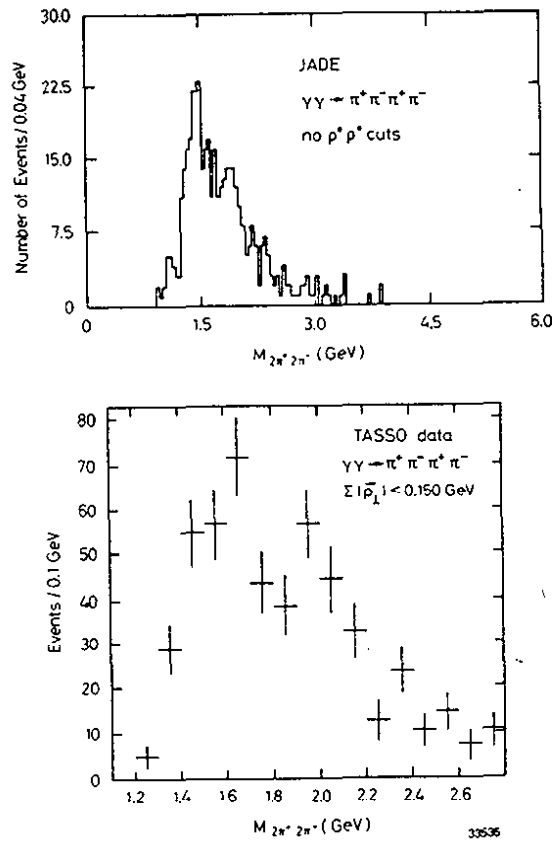 30.0
22.5
15.0
7.5
0
Number of Events/0.04 GeV
JADE
γγ → π⁺π⁻π⁺π⁻
no ρ°ρ° cuts
0 1.5 3.0 4.5 6.0
M₂π⁺₂π⁻ (GeV)
80
70
60
50
40
30
20
10
0
Events/0.1 GeV
TASSO data
γγ → π⁺ π⁻ π⁺ π⁻
Σ|p⃗⊥| < 0.150 GeV
1.2 1.4 1.6 1.8 2.0 2.2 2.4 2.6
M₂π⁺ ₂π⁻ (GeV)
33535